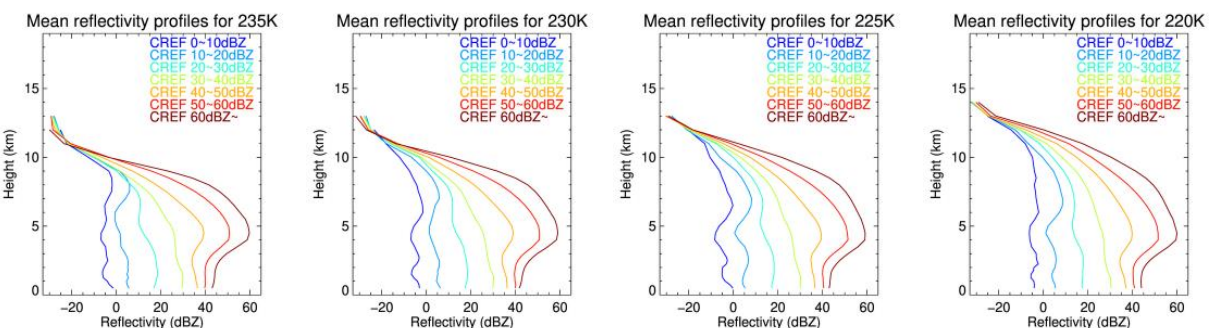 Mean reflectivity profiles for 235K
CREF 0~10dBZ
CREF 10~20dBZ
CREF 20~30dBZ
CREF 30~40dBZ
CREF 40~50dBZ
CREF 50~60dBZ
CREF 60dBZ~
15
10
5
0
Height (km)
−20 0 20 40 60
Reflectivity (dBZ)
Mean reflectivity profiles for 230K
CREF 0~10dBZ
CREF 10~20dBZ
CREF 20~30dBZ
CREF 30~40dBZ
CREF 40~50dBZ
CREF 50~60dBZ
CREF 60dBZ~
15
10
5
0
Height (km)
−20 0 20 40 60
Reflectivity (dBZ)
Mean reflectivity profiles for 225K
CREF 0~10dBZ
CREF 10~20dBZ
CREF 20~30dBZ
CREF 30~40dBZ
CREF 40~50dBZ
CREF 50~60dBZ
CREF 60dBZ~
15
10
5
0
Height (km)
−20 0 20 40 60
Reflectivity (dBZ)
Mean reflectivity profiles for 220K
CREF 0~10dBZ
CREF 10~20dBZ
CREF 20~30dBZ
CREF 30~40dBZ
CREF 40~50dBZ
CREF 50~60dBZ
CREF 60dBZ~
15
10
5
0
Height (km)
−20 0 20 40 60
Reflectivity (dBZ)